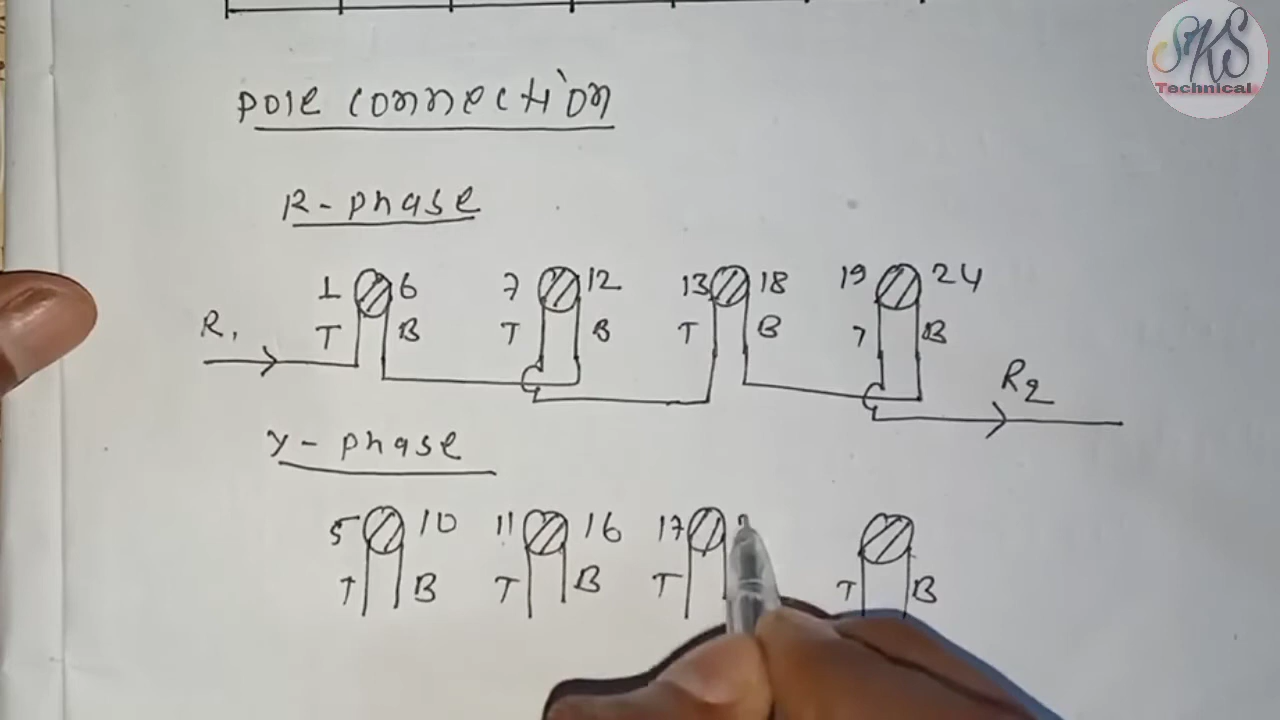 SKS
Technical
Pole connection
R-phase
1 6 7 12 13 18 19 24
R1 T B T B T B 7 B
R2
Y-phase
5 10 11 16 17
T B T B T T B